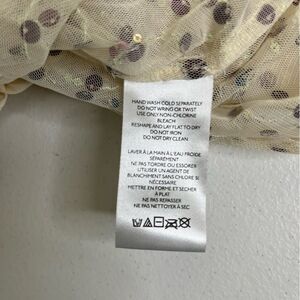 HAND WASH COLD SEPARATELY
DO NOT WRING OR TWIST
USE ONLY NON-CHLORINE
BLEACH
RESHAPE AND LAY FLAT TO DRY
DO NOT IRON
DO NOT DRY CLEAN
LAVER À LA MAIN À L'EAU FROIDE
SÉPARÉMENT
NE PAS TORDRE OU ESSORER
UTILISER UN AGENT DE
BLANCHIMENT SANS CHLORE SI
NÉCESSAIRE
METTRE EN FORME ET SÉCHER
À PLAT
NE PAS REPASSER
NE PAS NETTOYER À SEC